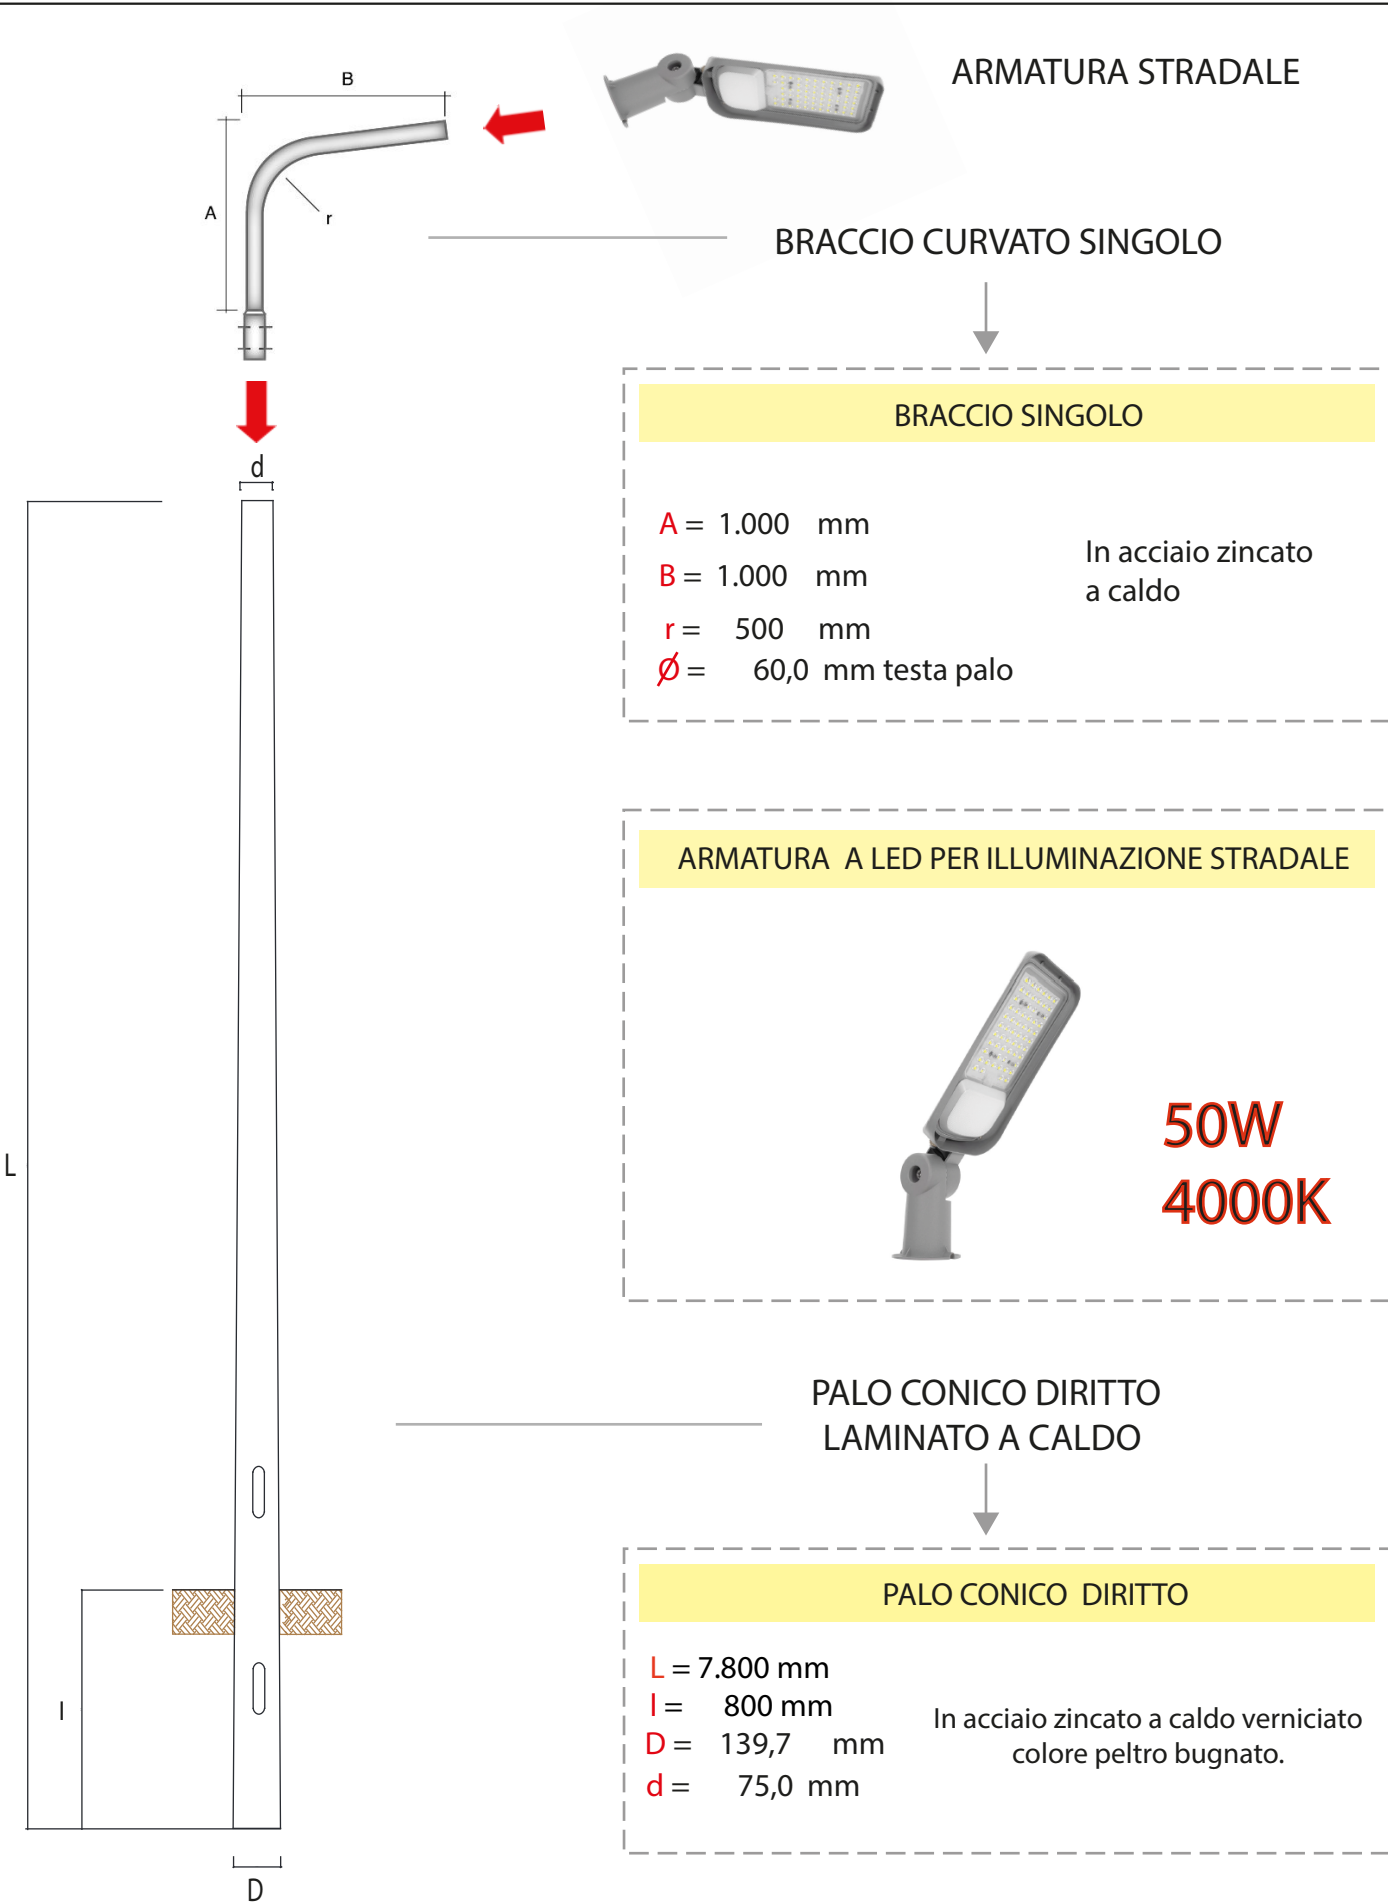 ARMATURA STRADALE
B
A
r
BRACCIO CURVATO SINGOLO
BRACCIO SINGOLO
A = 1.000 mm
B = 1.000 mm
r = 500 mm
Ø = 60,0 mm testa palo
In acciaio zincato
a caldo
d
ARMATURA A LED PER ILLUMINAZIONE STRADALE
50W
4000K
L
PALO CONICO DIRITTO
LAMINATO A CALDO
PALO CONICO DIRITTO
L = 7.800 mm
I = 800 mm
D = 139,7 mm
d = 75,0 mm
In acciaio zincato a caldo verniciato
colore peltro bugnato.
I
D